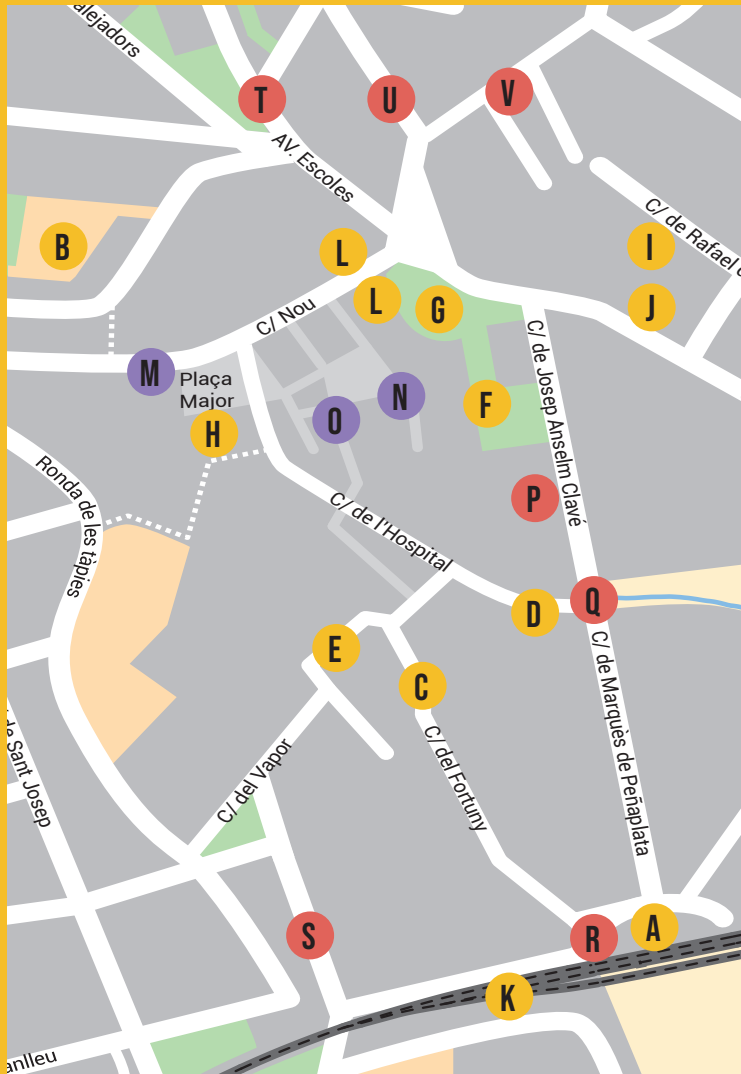 alejadors
T
U
V
AV. Escoles
C/ de Rafael
B
L
I
L
G
J
C/ Nou
C/ de Josep Anselm Clavé
M
Plaça
Major
N
F
O
H
Ronda de les tàpies
P
C/ de l'Hospital
Q
D
E
C
C/ de Marquès de Peñaplata
de Sant Josep
C/ del Vapor
C/ del Fortuny
S
R
A
K
anlleu